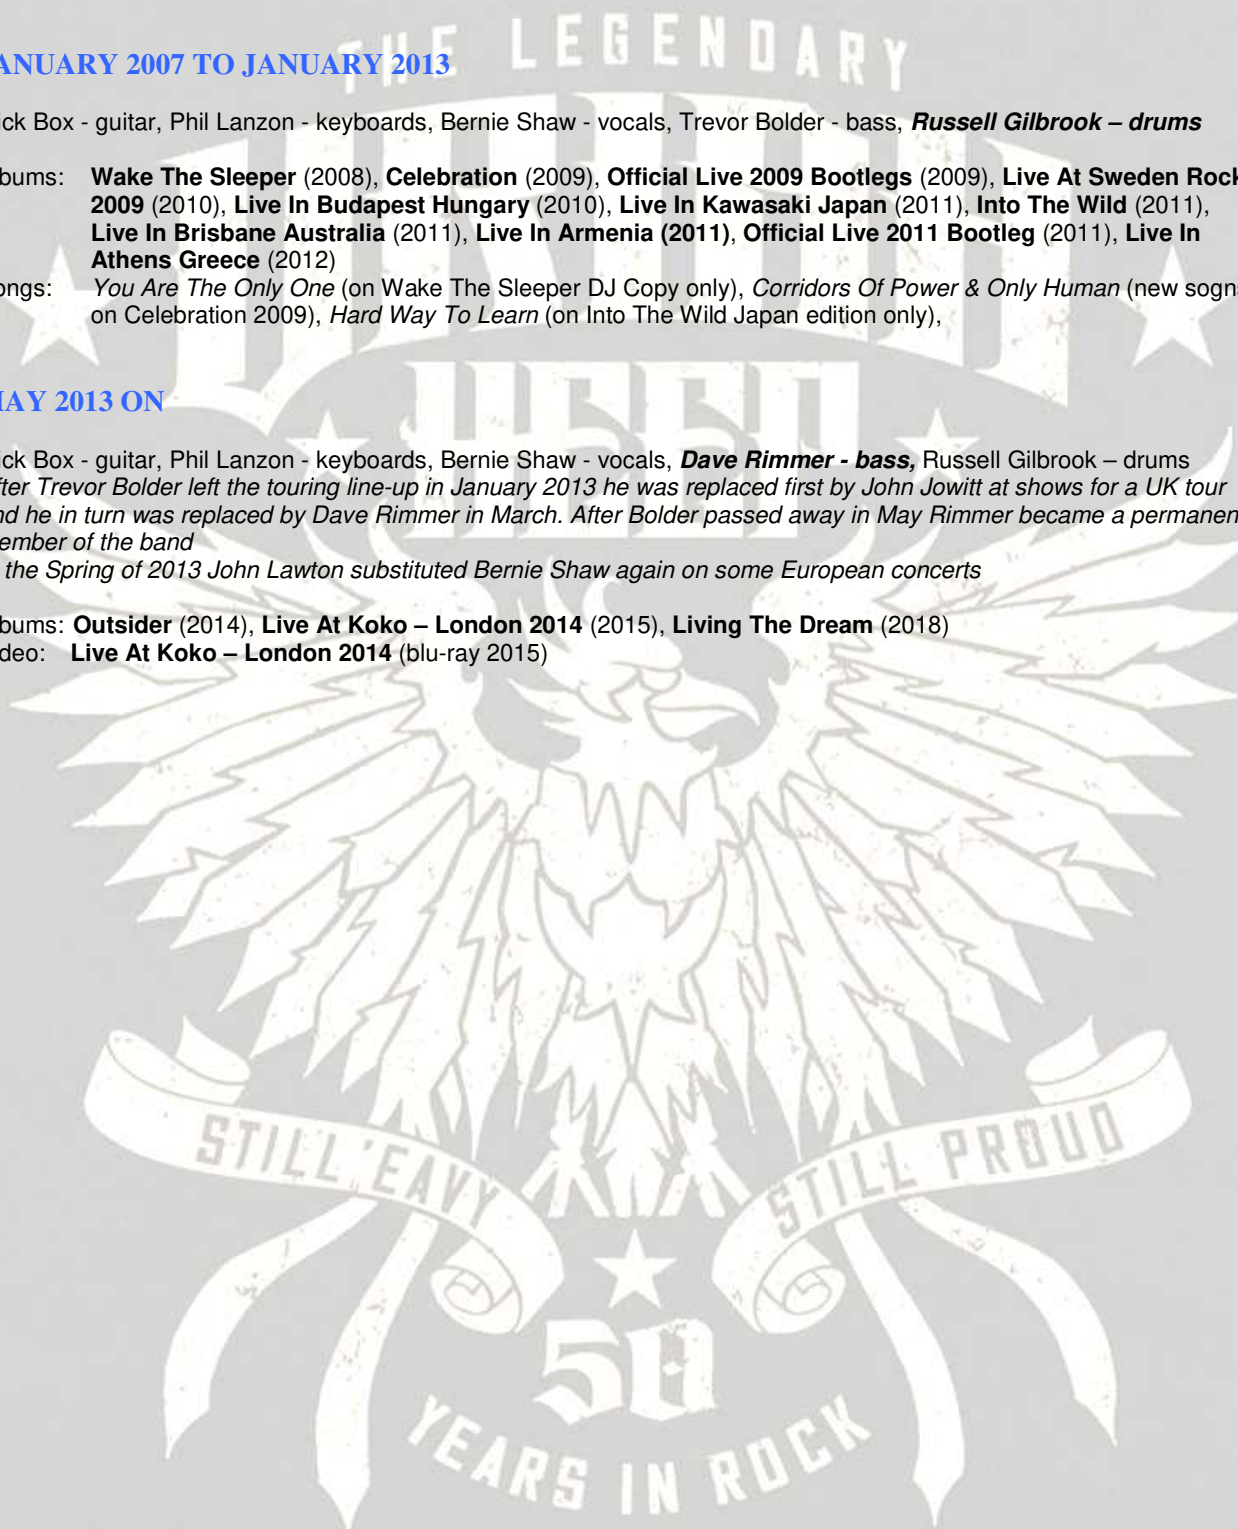 THE LEGENDARY
URIAH
HEEP
ANUARY 2007 TO JANUARY 2013
ick Box - guitar, Phil Lanzon - keyboards, Bernie Shaw - vocals, Trevor Bolder - bass, Russell Gilbrook – drums
bums: Wake The Sleeper (2008), Celebration (2009), Official Live 2009 Bootlegs (2009), Live At Sweden Rock
2009 (2010), Live In Budapest Hungary (2010), Live In Kawasaki Japan (2011), Into The Wild (2011),
Live In Brisbane Australia (2011), Live In Armenia (2011), Official Live 2011 Bootleg (2011), Live In
Athens Greece (2012)
ongs: You Are The Only One (on Wake The Sleeper DJ Copy only), Corridors Of Power & Only Human (new sogns
on Celebration 2009), Hard Way To Learn (on Into The Wild Japan edition only),
MAY 2013 ON
ick Box - guitar, Phil Lanzon - keyboards, Bernie Shaw - vocals, Dave Rimmer - bass, Russell Gilbrook – drums
fter Trevor Bolder left the touring line-up in January 2013 he was replaced first by John Jowitt at shows for a UK tour
nd he in turn was replaced by Dave Rimmer in March. After Bolder passed away in May Rimmer became a permanen
ember of the band
the Spring of 2013 John Lawton substituted Bernie Shaw again on some European concerts
bums: Outsider (2014), Live At Koko – London 2014 (2015), Living The Dream (2018)
deo: Live At Koko – London 2014 (blu-ray 2015)
STILL 'EAVY
STILL PROUD
50
YEARS IN ROCK